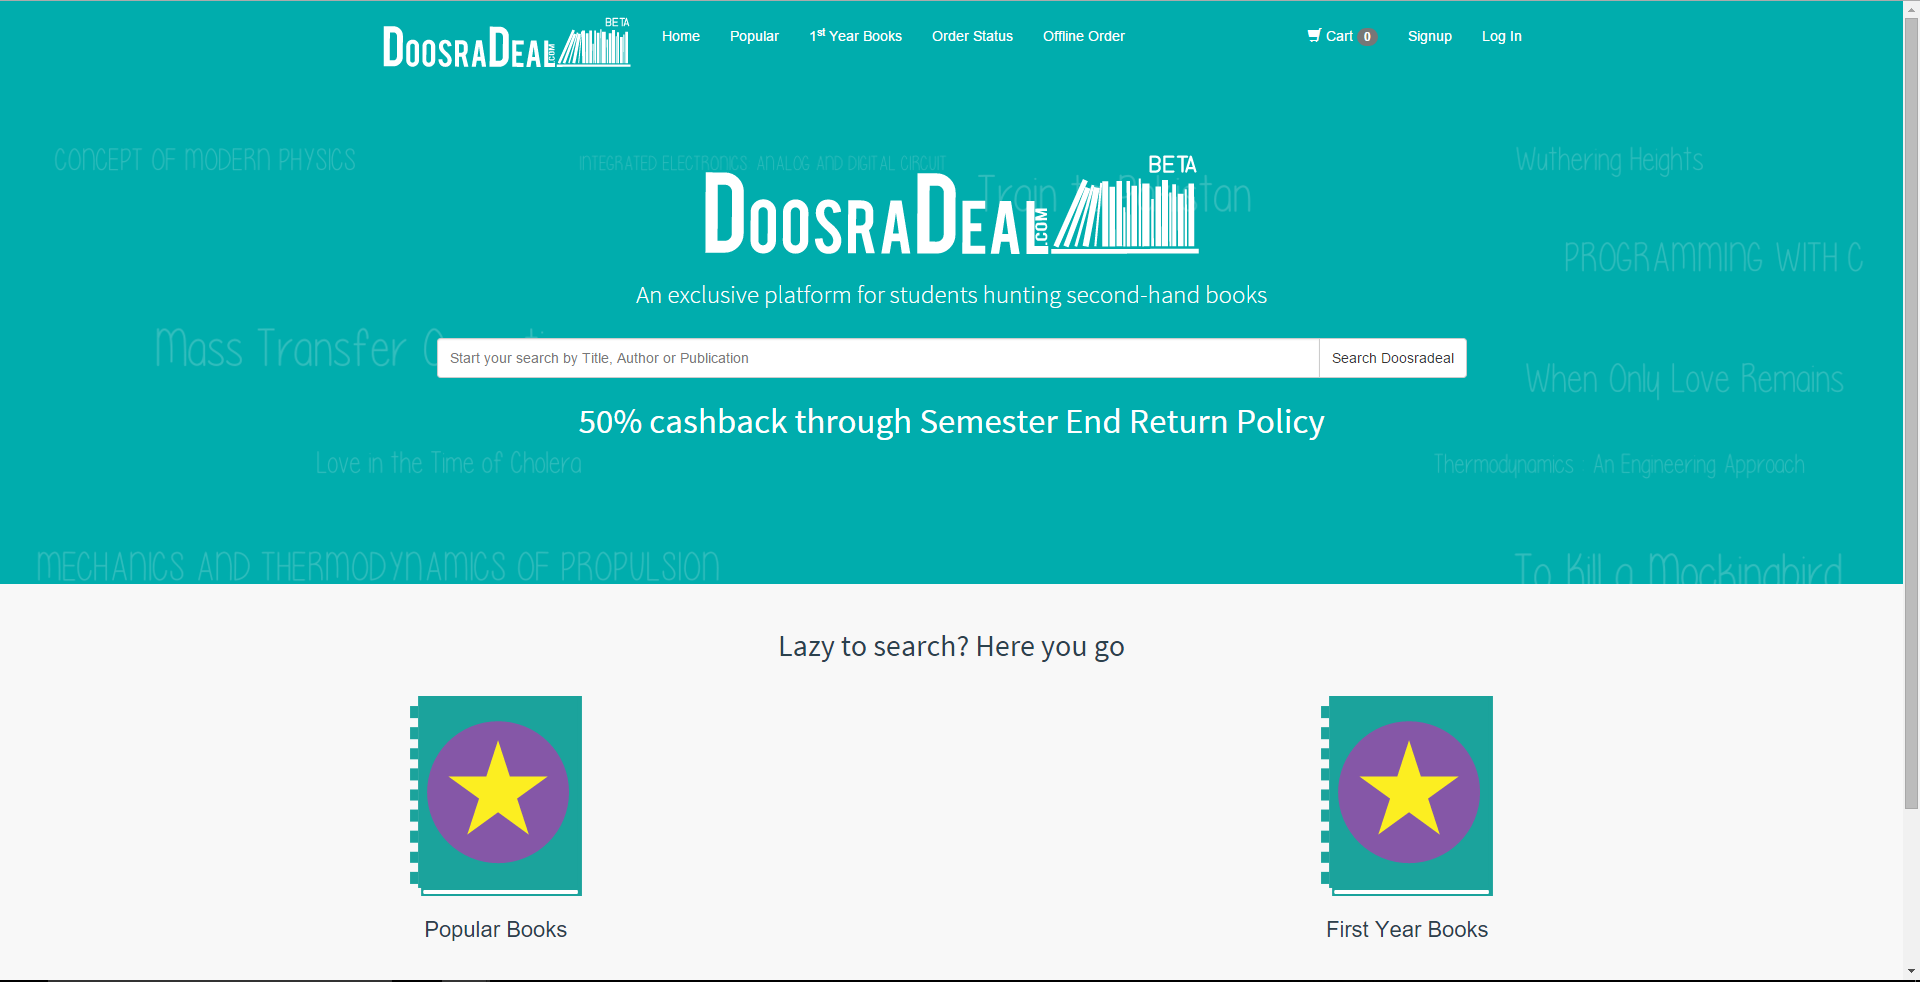 DOOSRADEAL.COM BETA
Home Popular 1st Year Books Order Status Offline Order Cart 0 Signup Log In
CONCEPT OF MODERN PHYSICS
INTEGRATED ELECTRONICS ANALOG AND DIGITAL CIRCUIT
Wuthering Heights
Train
DOOSRADEAL.COM BETA
PROGRAMMING WITH C
An exclusive platform for students hunting second-hand books
Mass Transfer
Start your search by Title, Author or Publication Search Doosradeal
When Only Love Remains
50% cashback through Semester End Return Policy
Love in the Time of Cholera
Thermodynamics An Engineering Approach
MECHANICS AND THERMODYNAMICS OF PROPULSION
To Kill a Mockingbird
Lazy to search? Here you go
Popular Books
First Year Books